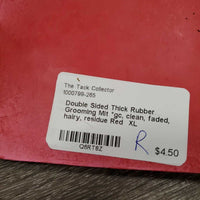 The Tack Collector
1000799-265
Double Sided Thick Rubber
Grooming Mit *gc, clean, faded,
hairy, residue Red XL
R
Q5RT8Z
$4.50